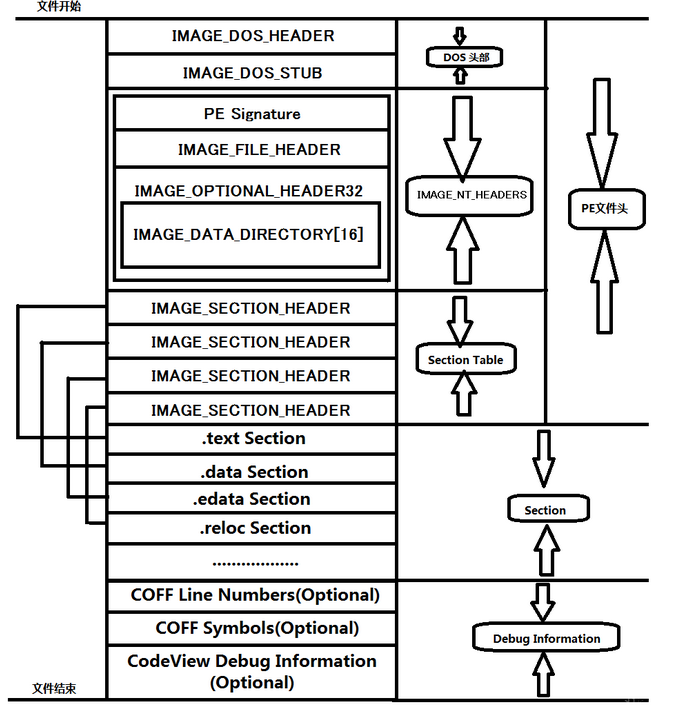 文件开始
IMAGE_DOS_HEADER
DOS 头部
IMAGE_DOS_STUB
PE Signature
IMAGE_FILE_HEADER
IMAGE_OPTIONAL_HEADER32
IMAGE_NT_HEADERS
PE文件头
IMAGE_DATA_DIRECTORY[16]
IMAGE_SECTION_HEADER
IMAGE_SECTION_HEADER
Section Table
IMAGE_SECTION_HEADER
IMAGE_SECTION_HEADER
.text Section
.data Section
.edata Section
Section
.reloc Section
..................
COFF Line Numbers(Optional)
COFF Symbols(Optional)
Debug Information
CodeView Debug Information
(Optional)
文件结束